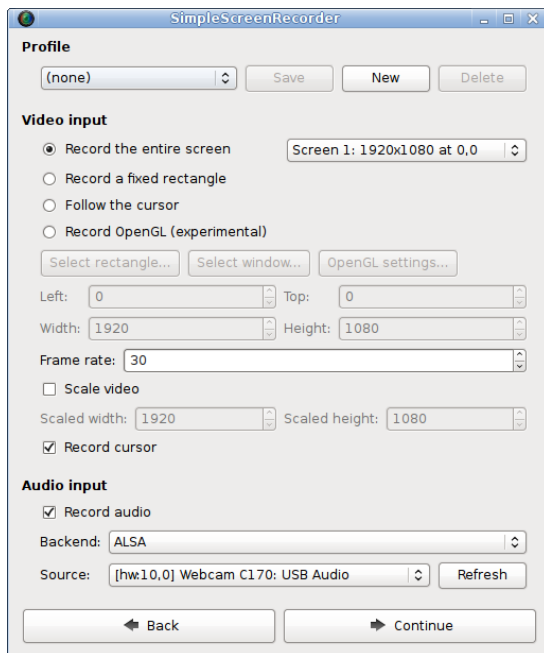 SimpleScreenRecorder
Profile
(none) Save New Delete
Video input
Record the entire screen Screen 1: 1920x1080 at 0,0
Record a fixed rectangle
Follow the cursor
Record OpenGL (experimental)
Select rectangle... Select window... OpenGL settings...
Left: 0 Top: 0
Width: 1920 Height: 1080
Frame rate: 30
Scale video
Scaled width: 1920 Scaled height: 1080
Record cursor
Audio input
Record audio
Backend: ALSA
Source: [hw:10,0] Webcam C170: USB Audio Refresh
Back Continue